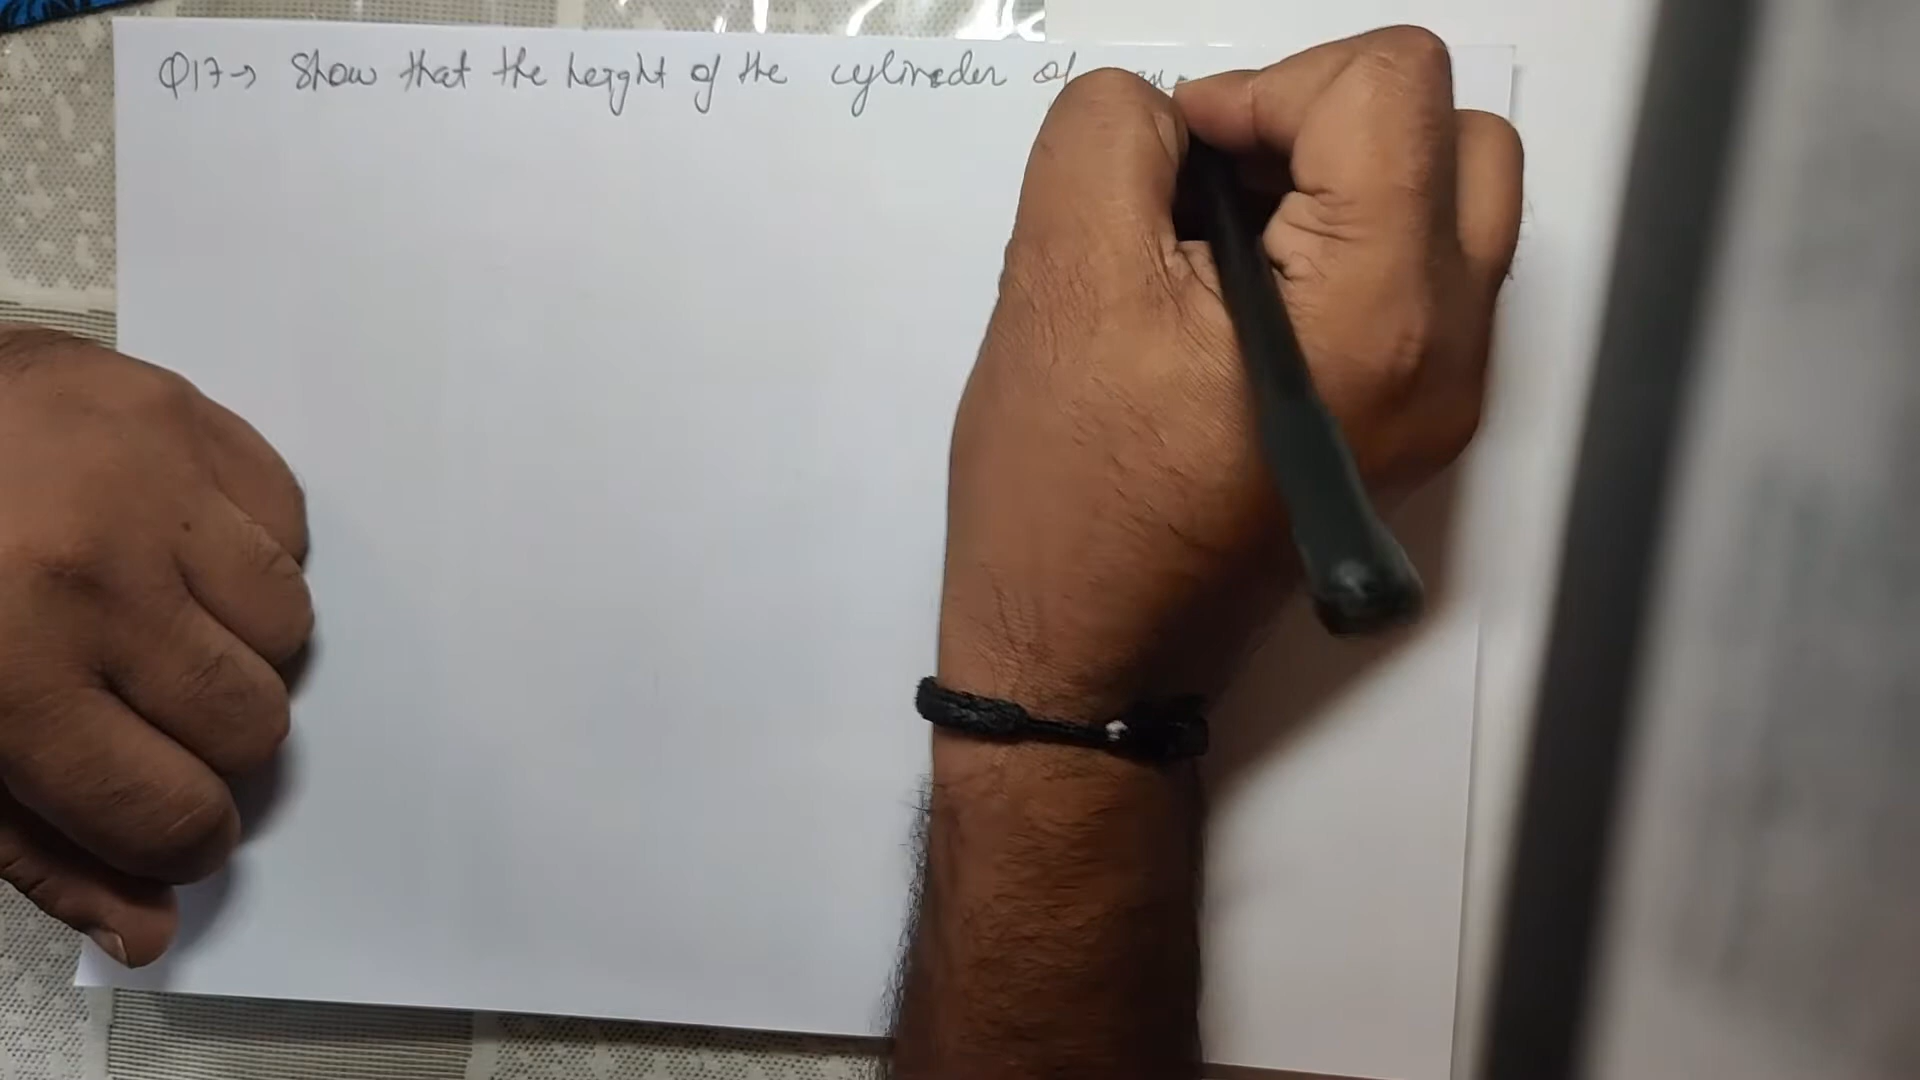 Q17→ Show that the height of the cylinder of